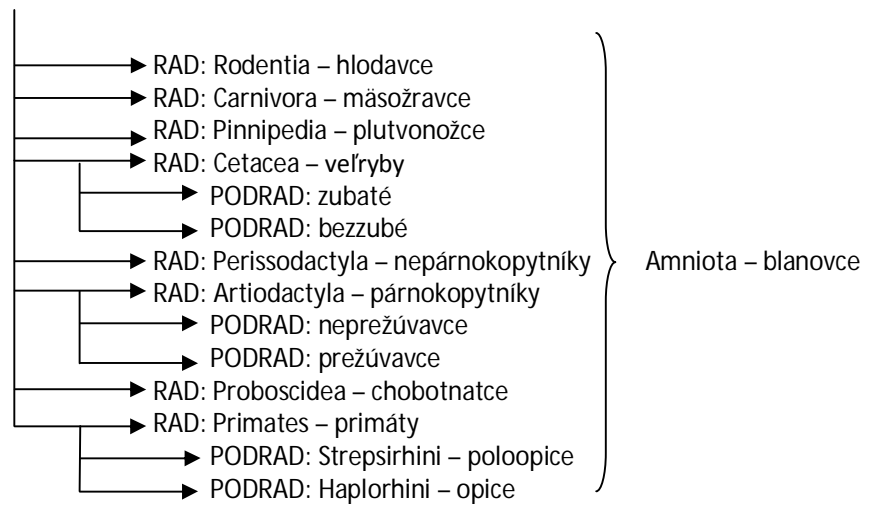 RAD: Rodentia – hlodavce
RAD: Carnivora – mäsožravce
RAD: Pinnipedia – plutvonožce
RAD: Cetacea – veľryby
PODRAD: zubaté
PODRAD: bezzubé
RAD: Perissodactyla – nepárnokopytníky
Amniota – blanovce
RAD: Artiodactyla – párnokopytníky
PODRAD: neprežúvavce
PODRAD: prežúvavce
RAD: Proboscidea – chobotnatce
RAD: Primates – primáty
PODRAD: Strepsirhini – poloopice
PODRAD: Haplorhini – opice